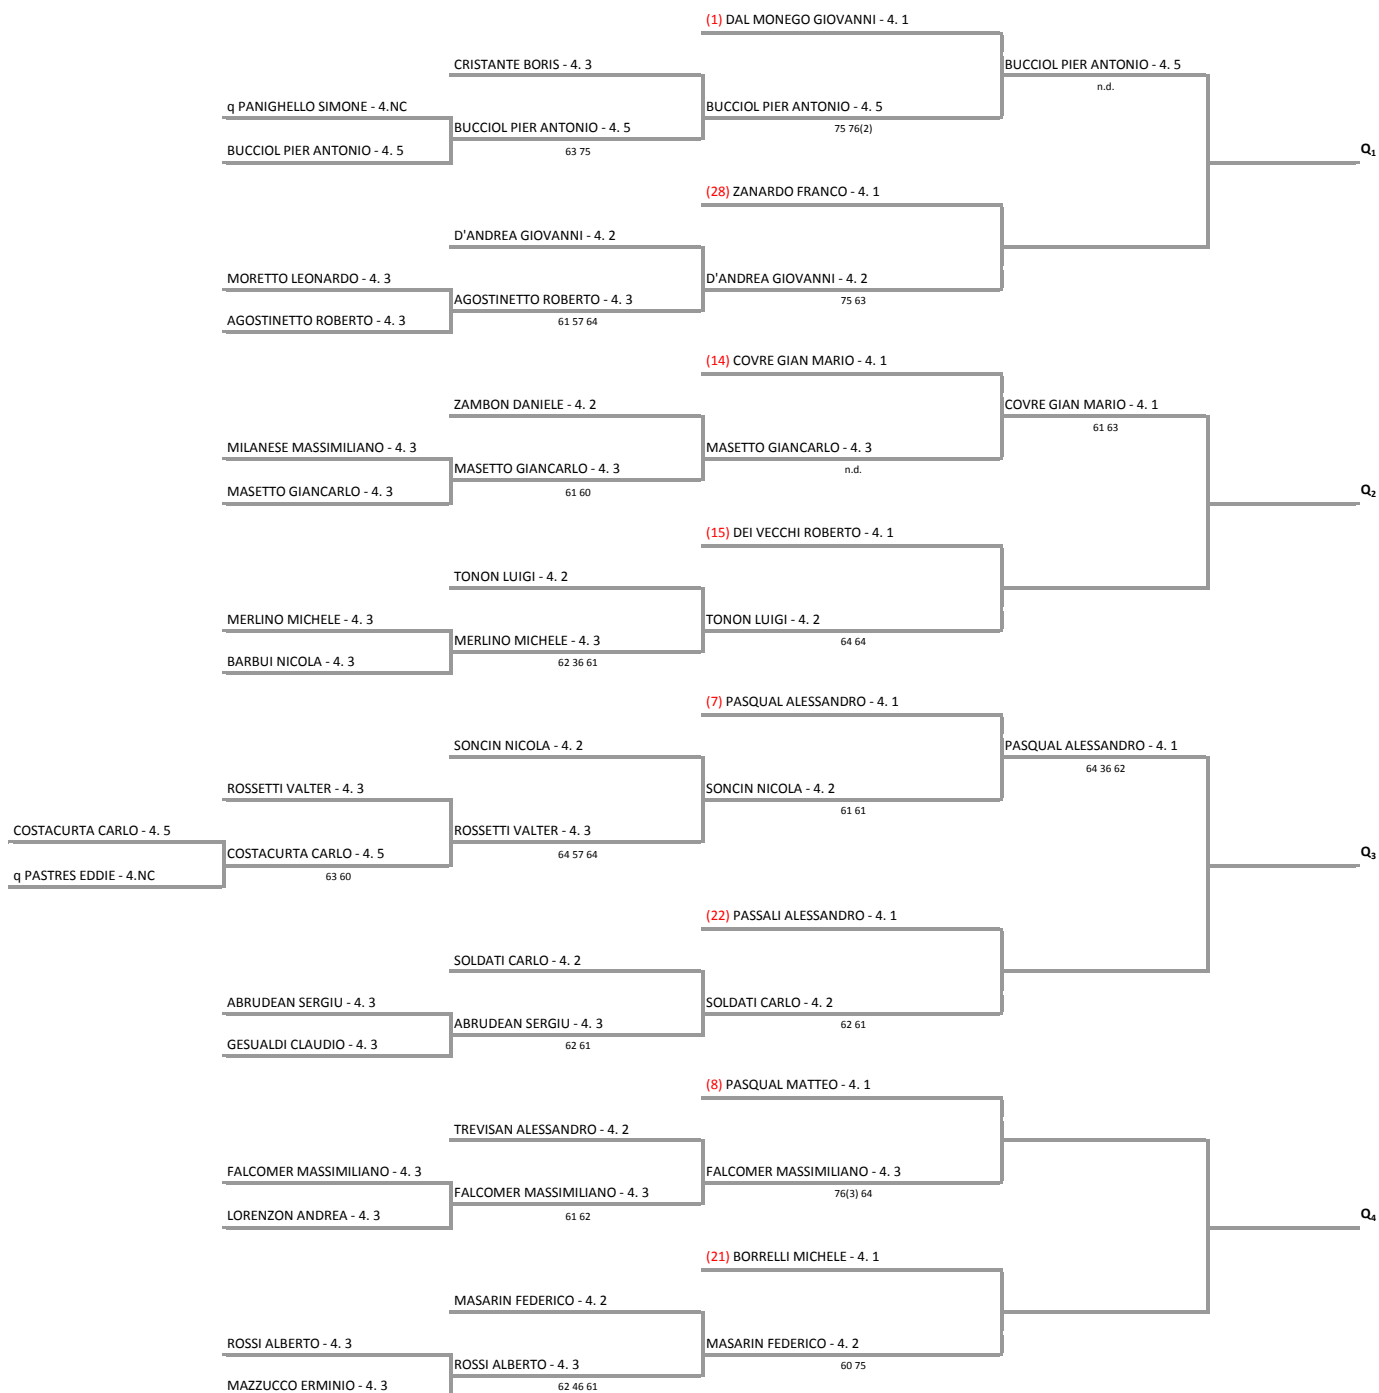 (1) DAL MONEGO GIOVANNI - 4. 1
CRISTANTE BORIS - 4. 3
BUCCIOL PIER ANTONIO - 4. 5
n.d.
q PANIGHELLO SIMONE - 4.NC
BUCCIOL PIER ANTONIO - 4. 5
75 76(2)
BUCCIOL PIER ANTONIO - 4. 5
63 75
BUCCIOL PIER ANTONIO - 4. 5
Q1
(28) ZANARDO FRANCO - 4. 1
D'ANDREA GIOVANNI - 4. 2
MORETTO LEONARDO - 4. 3
D'ANDREA GIOVANNI - 4. 2
75 63
AGOSTINETTO ROBERTO - 4. 3
61 57 64
AGOSTINETTO ROBERTO - 4. 3
(14) COVRE GIAN MARIO - 4. 1
ZAMBON DANIELE - 4. 2
COVRE GIAN MARIO - 4. 1
61 63
MILANESE MASSIMILIANO - 4. 3
MASETTO GIANCARLO - 4. 3
n.d.
MASETTO GIANCARLO - 4. 3
61 60
MASETTO GIANCARLO - 4. 3
Q2
(15) DEI VECCHI ROBERTO - 4. 1
TONON LUIGI - 4. 2
MERLINO MICHELE - 4. 3
TONON LUIGI - 4. 2
64 64
MERLINO MICHELE - 4. 3
62 36 61
BARBUI NICOLA - 4. 3
(7) PASQUAL ALESSANDRO - 4. 1
SONCIN NICOLA - 4. 2
PASQUAL ALESSANDRO - 4. 1
64 36 62
ROSSETTI VALTER - 4. 3
SONCIN NICOLA - 4. 2
61 61
COSTACURTA CARLO - 4. 5
ROSSETTI VALTER - 4. 3
64 57 64
COSTACURTA CARLO - 4. 5
63 60
Q3
q PASTRES EDDIE - 4.NC
(22) PASSALI ALESSANDRO - 4. 1
SOLDATI CARLO - 4. 2
ABRUDEAN SERGIU - 4. 3
SOLDATI CARLO - 4. 2
62 61
ABRUDEAN SERGIU - 4. 3
62 61
GESUALDI CLAUDIO - 4. 3
(8) PASQUAL MATTEO - 4. 1
TREVISAN ALESSANDRO - 4. 2
FALCOMER MASSIMILIANO - 4. 3
FALCOMER MASSIMILIANO - 4. 3
76(3) 64
FALCOMER MASSIMILIANO - 4. 3
61 62
LORENZON ANDREA - 4. 3
Q4
(21) BORRELLI MICHELE - 4. 1
MASARIN FEDERICO - 4. 2
ROSSI ALBERTO - 4. 3
MASARIN FEDERICO - 4. 2
60 75
ROSSI ALBERTO - 4. 3
62 46 61
MAZZUCCO ERMINIO - 4. 3